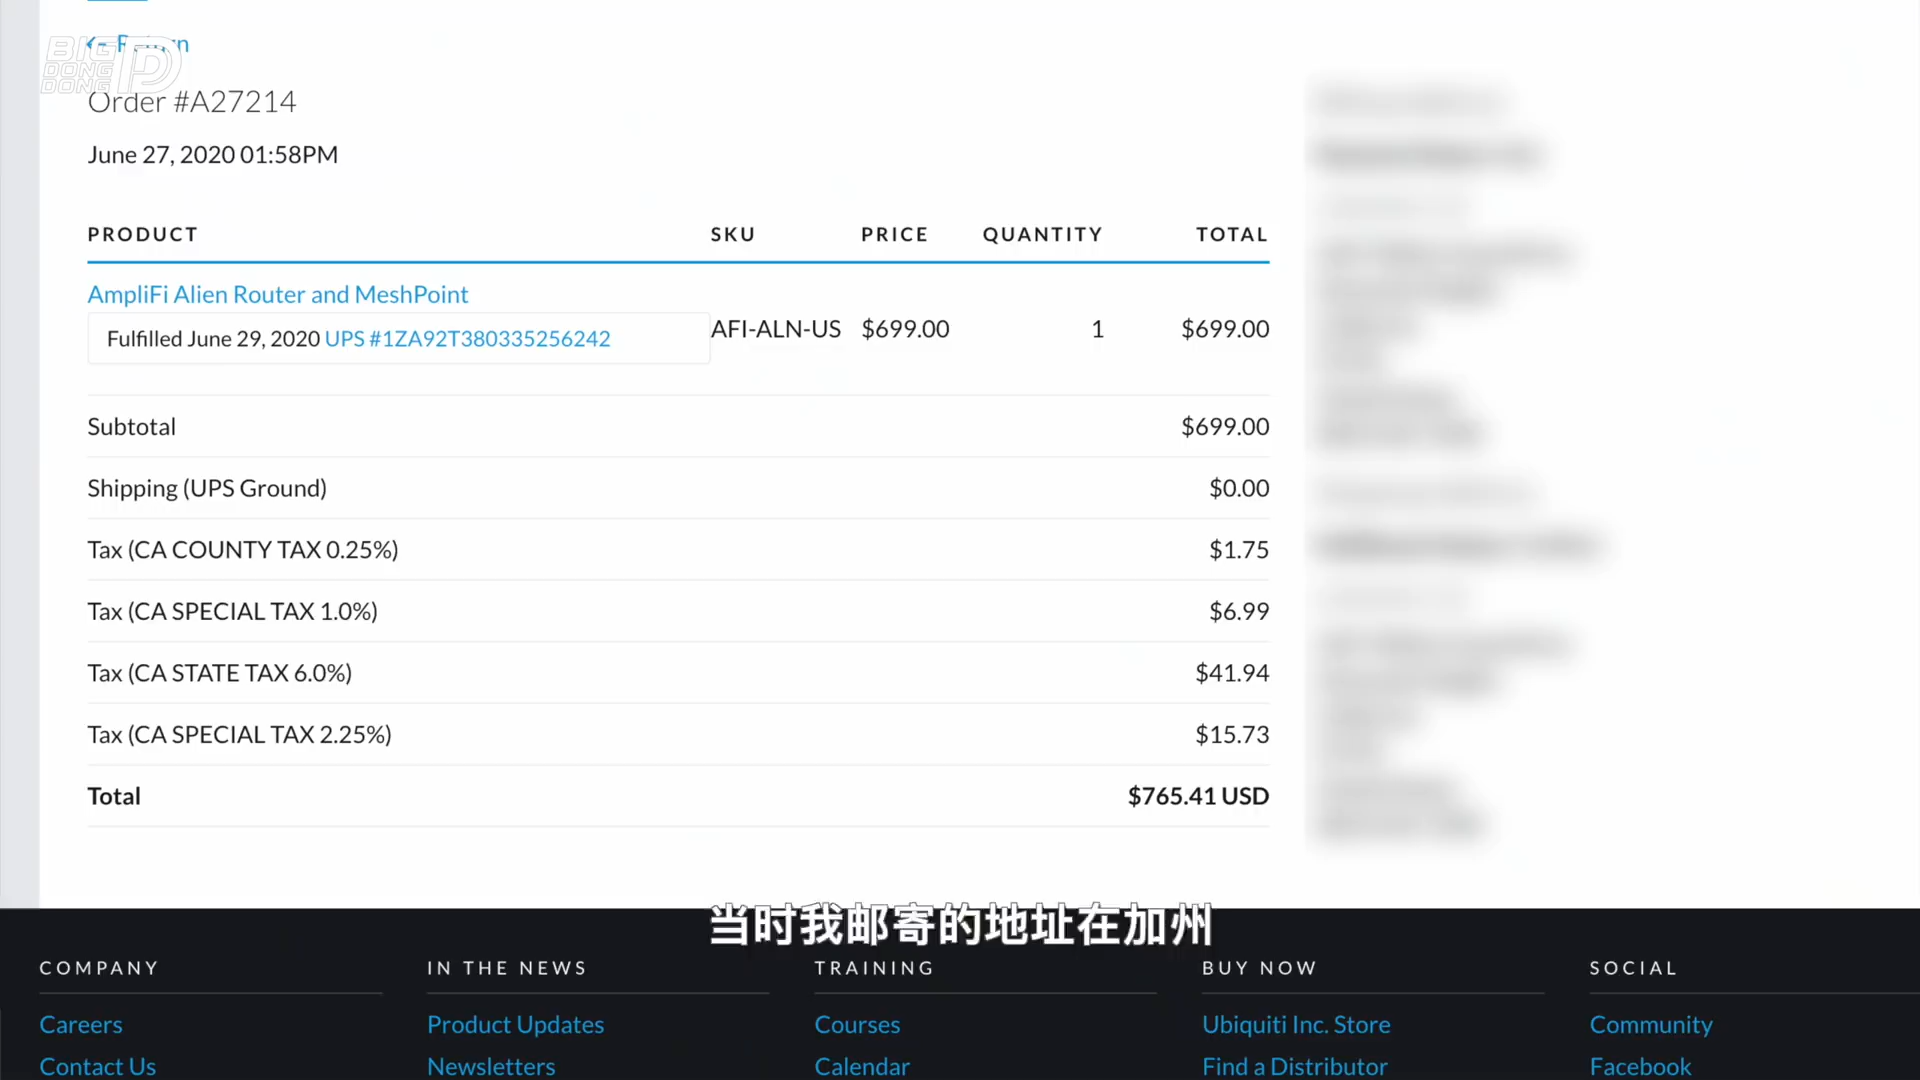 BIG
DONG
DONG
← Return
Order #A27214
June 27, 2020 01:58PM
PRODUCT SKU PRICE QUANTITY TOTAL
AmpliFi Alien Router and MeshPoint
Fulfilled June 29, 2020 UPS #1ZA92T380335256242 AFI-ALN-US $699.00 1 $699.00
Subtotal $699.00
Shipping (UPS Ground) $0.00
Tax (CA COUNTY TAX 0.25%) $1.75
Tax (CA SPECIAL TAX 1.0%) $6.99
Tax (CA STATE TAX 6.0%) $41.94
Tax (CA SPECIAL TAX 2.25%) $15.73
Total $765.41 USD
当时我邮寄的地址在加州
COMPANY IN THE NEWS TRAINING BUY NOW SOCIAL
Careers Product Updates Courses Ubiquiti Inc. Store Community
Contact Us Newsletters Calendar Find a Distributor Facebook